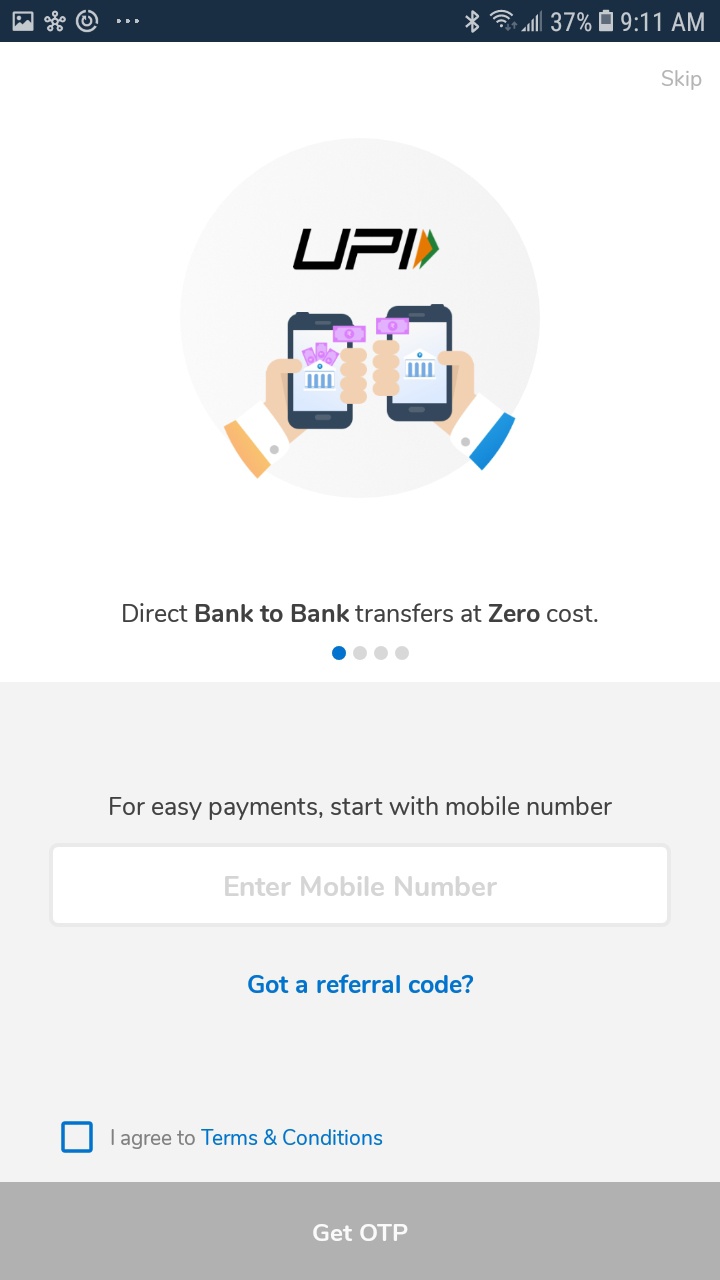 37% 9:11 AM
Skip
UPI
Direct Bank to Bank transfers at Zero cost.
For easy payments, start with mobile number
Enter Mobile Number
Got a referral code?
I agree to Terms & Conditions
Get OTP